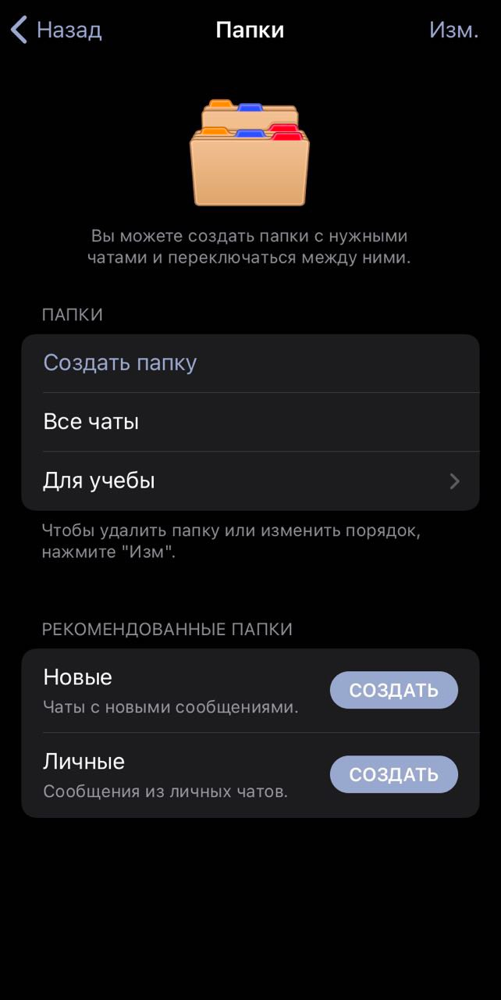 Назад
Папки
Изм.
Вы можете создать папки с нужными
чатами и переключаться между ними.
ПАПКИ
Создать папку
Все чаты
Для учебы
Чтобы удалить папку или изменить порядок,
нажмите "Изм".
РЕКОМЕНДОВАННЫЕ ПАПКИ
Новые
Чаты с новыми сообщениями.
СОЗДАТЬ
Личные
Сообщения из личных чатов.
СОЗДАТЬ